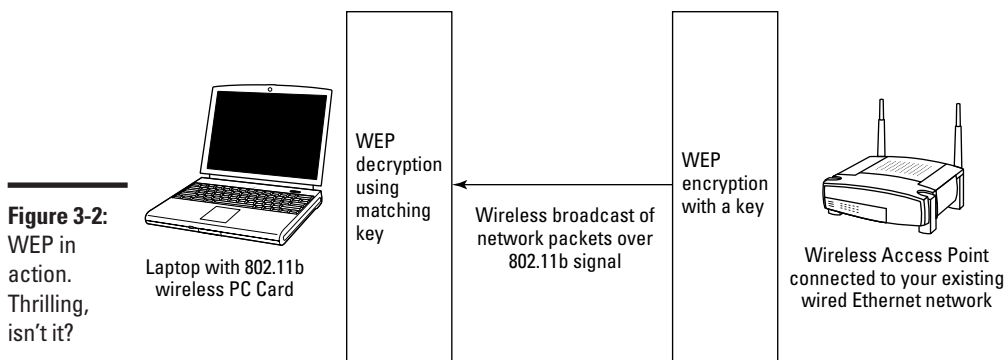 Figure 3-2:
WEP in
action.
Thrilling,
isn't it?
Laptop with 802.11b
wireless PC Card
WEP
decryption
using
matching
key
Wireless broadcast of
network packets over
802.11b signal
WEP
encryption
with a key
Wireless Access Point
connected to your existing
wired Ethernet network